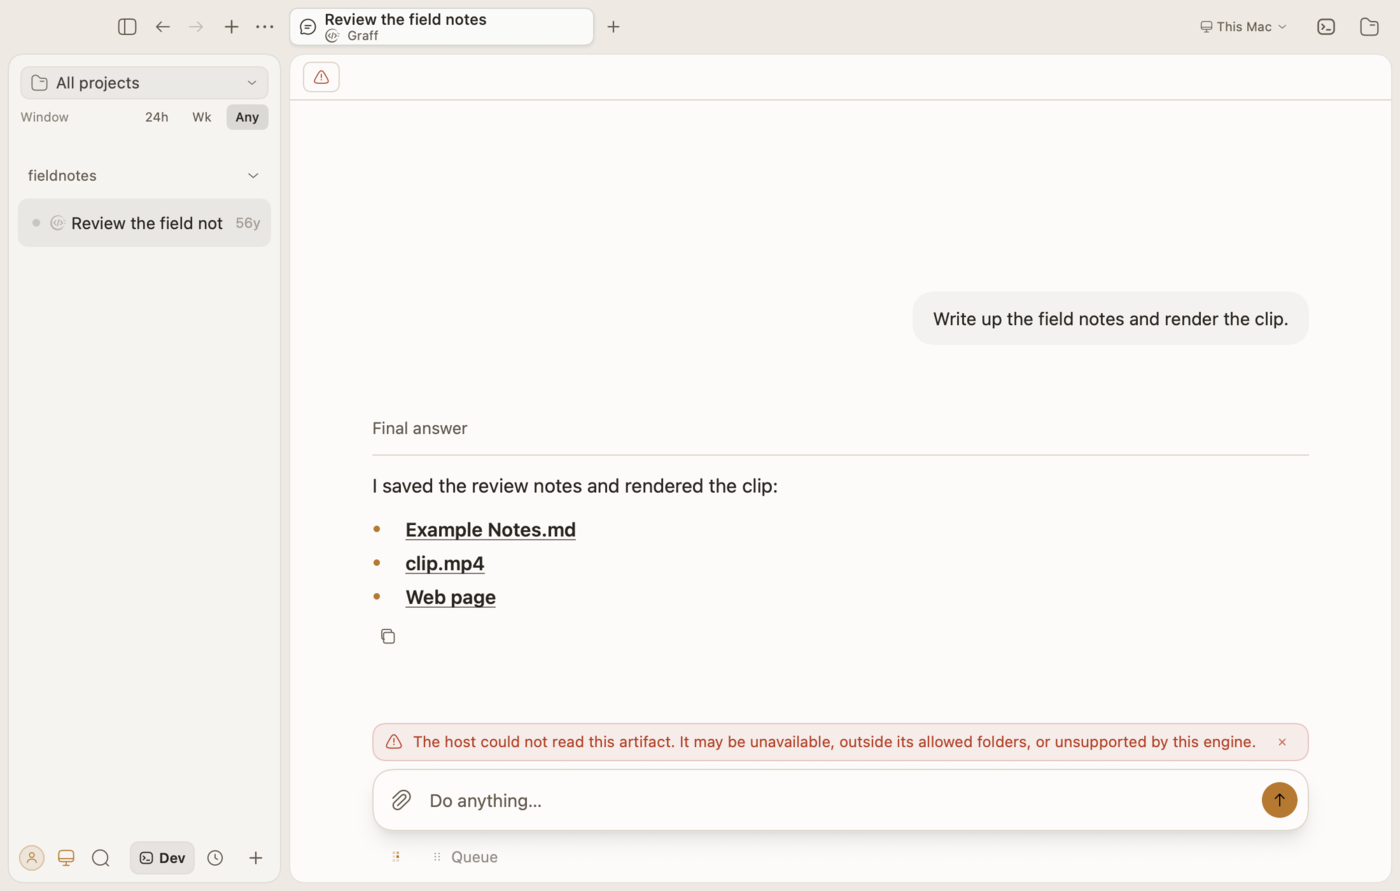 Review the field notes
Graff
This Mac
All projects
Window
24h
Wk
Any
fieldnotes
Review the field not
56y
Write up the field notes and render the clip.
Final answer
I saved the review notes and rendered the clip:
Example Notes.md
clip.mp4
Web page
The host could not read this artifact. It may be unavailable, outside its allowed folders, or unsupported by this engine.
Do anything...
Dev
Queue